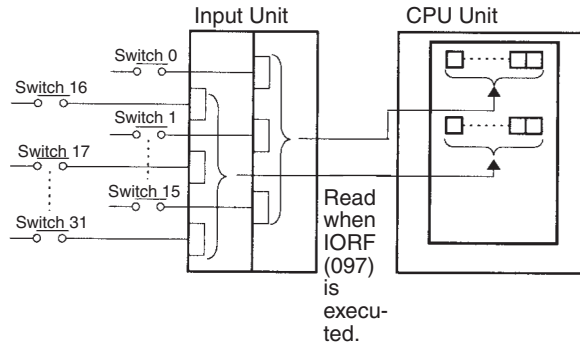 Input Unit
CPU Unit
Switch 0
Switch 16
Switch 1
Switch 17
Switch 15
Switch 31
Read
when
IORF
(097)
is
execu-
ted.